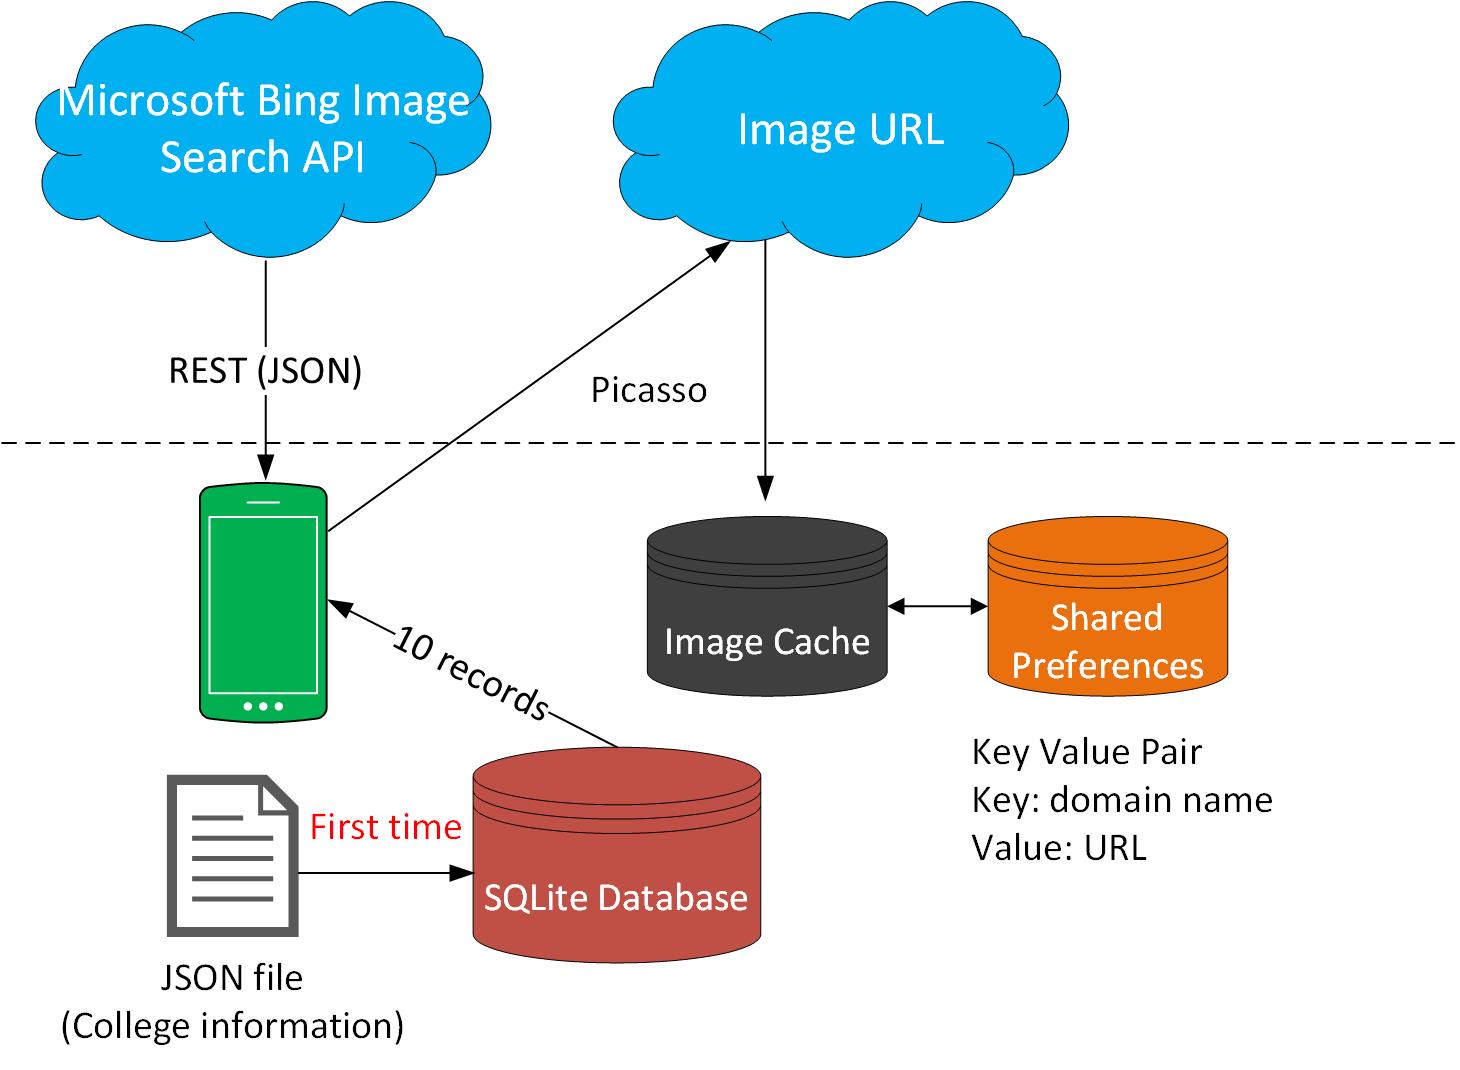 Microsoft Bing Image
Search API
Image URL
REST (JSON)
Picasso
10 records
Image Cache
Shared
Preferences
Key Value Pair
Key: domain name
Value: URL
First time
SQLite Database
JSON file
(College information)